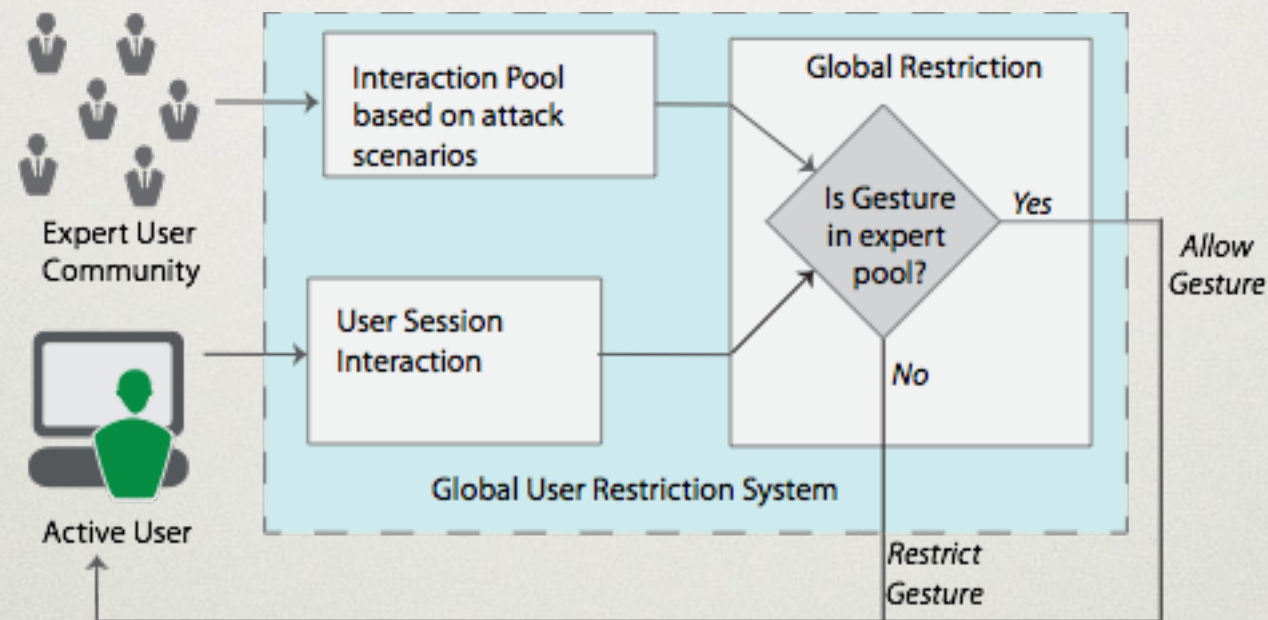 Interaction Pool
based on attack
scenarios
Global Restriction
Is Gesture
in expert
pool?
Yes
Allow
Gesture
Expert User
Community
User Session
Interaction
No
Global User Restriction System
Active User
Restrict
Gesture